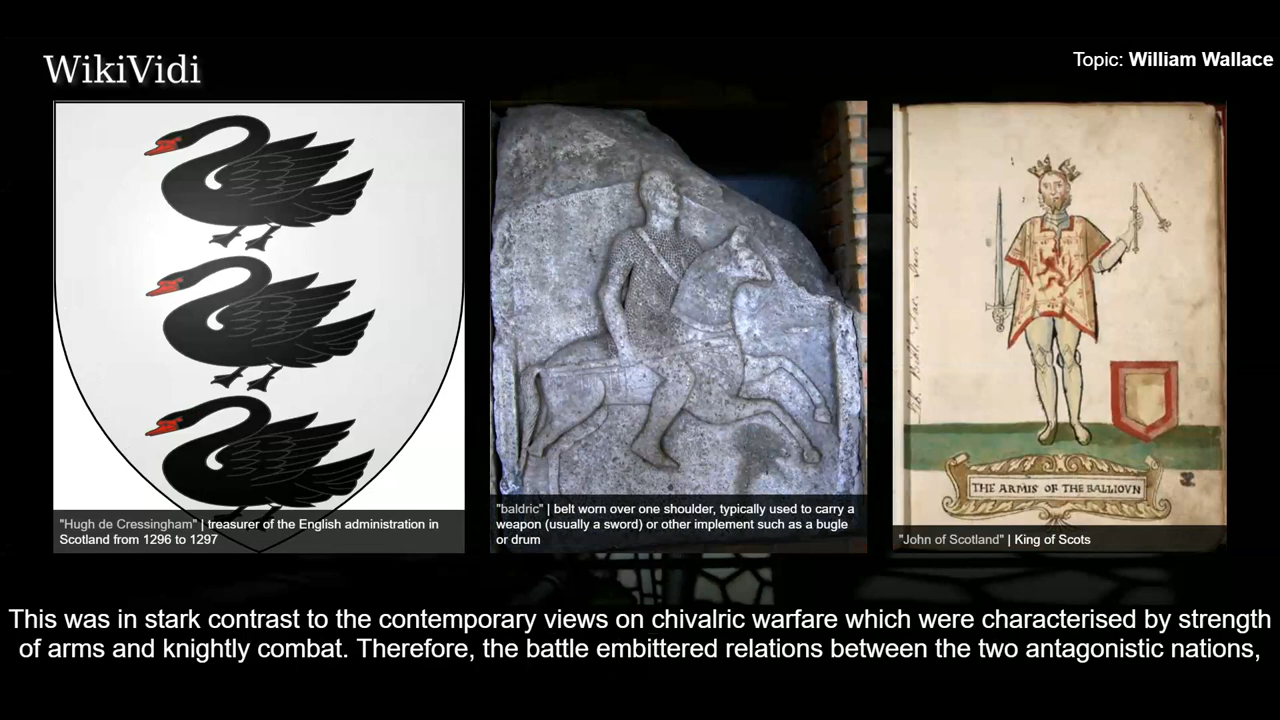 WikiVidi
Topic: William Wallace
"Hugh de Cressingham" | treasurer of the English administration in
Scotland from 1296 to 1297
"baldric" | belt worn over one shoulder, typically used to carry a
weapon (usually a sword) or other implement such as a bugle
or drum
THE ARMIS OF THE BALLIOVN
"John of Scotland" | King of Scots
This was in stark contrast to the contemporary views on chivalric warfare which were characterised by strength
of arms and knightly combat. Therefore, the battle embittered relations between the two antagonistic nations,